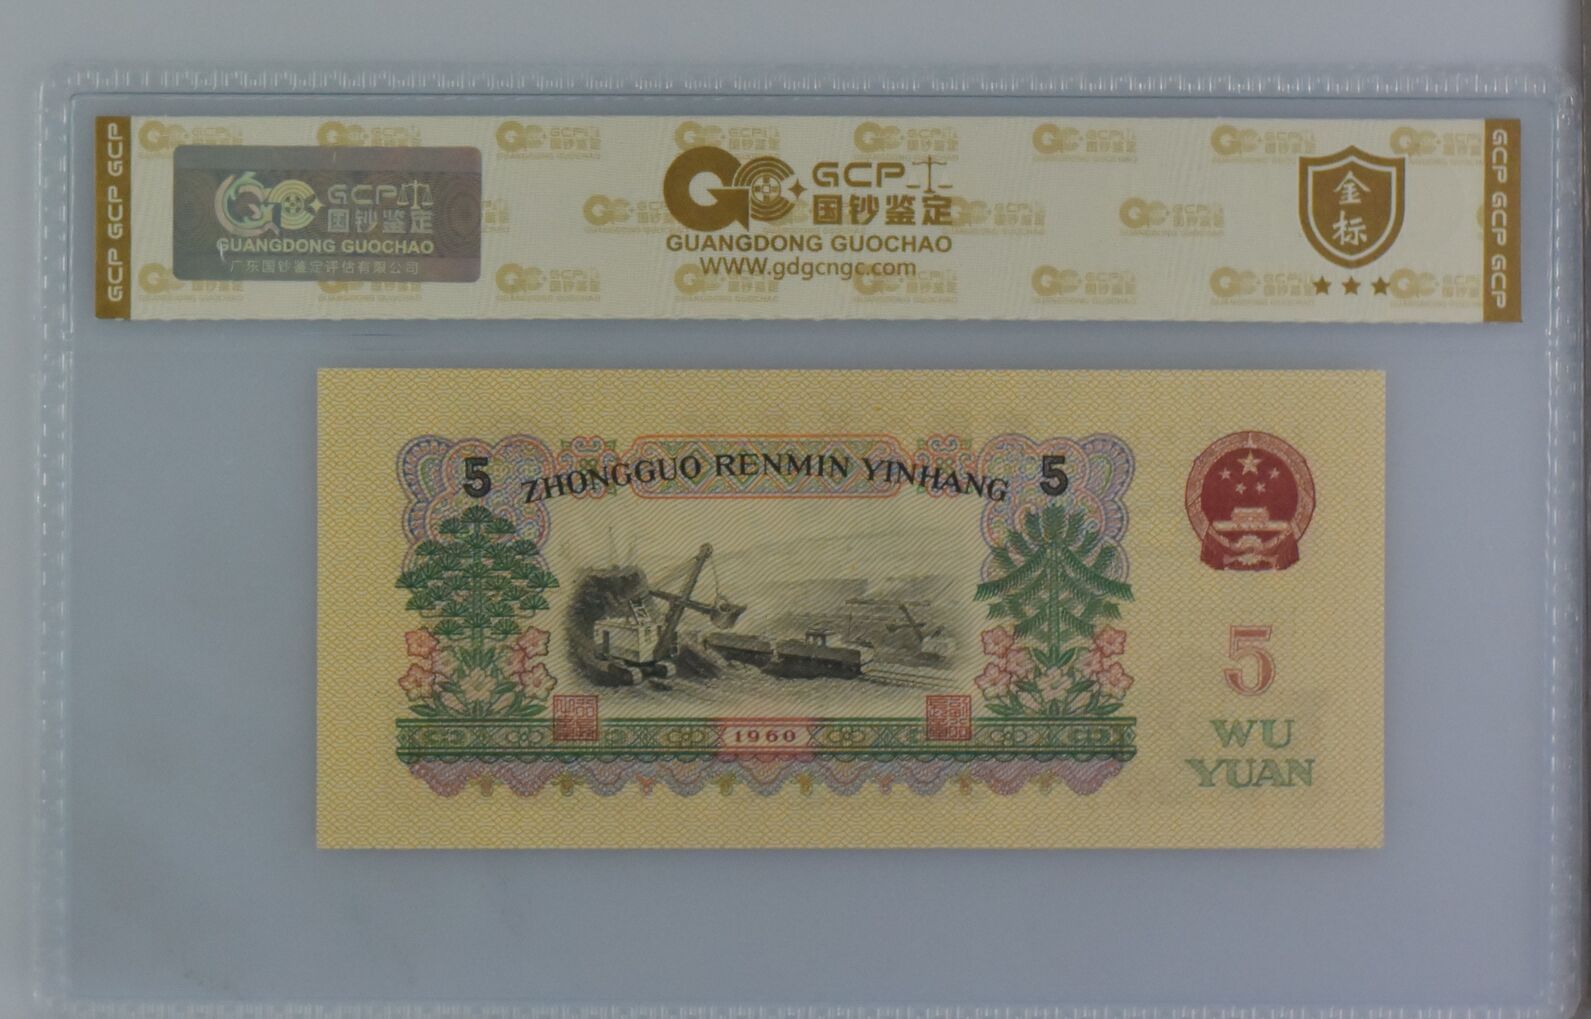 GCP GCP GCP
GCP
国钞鉴定
GUANGDONG GUOCHAO
广东国钞鉴定评估有限公司
GCP
国钞鉴定
GUANGDONG GUOCHAO
WWW.gdgcngc.com
金标
GCP GCP GCP
5 ZHONGGUO RENMIN YINHANG 5
1960
5
WU
YUAN